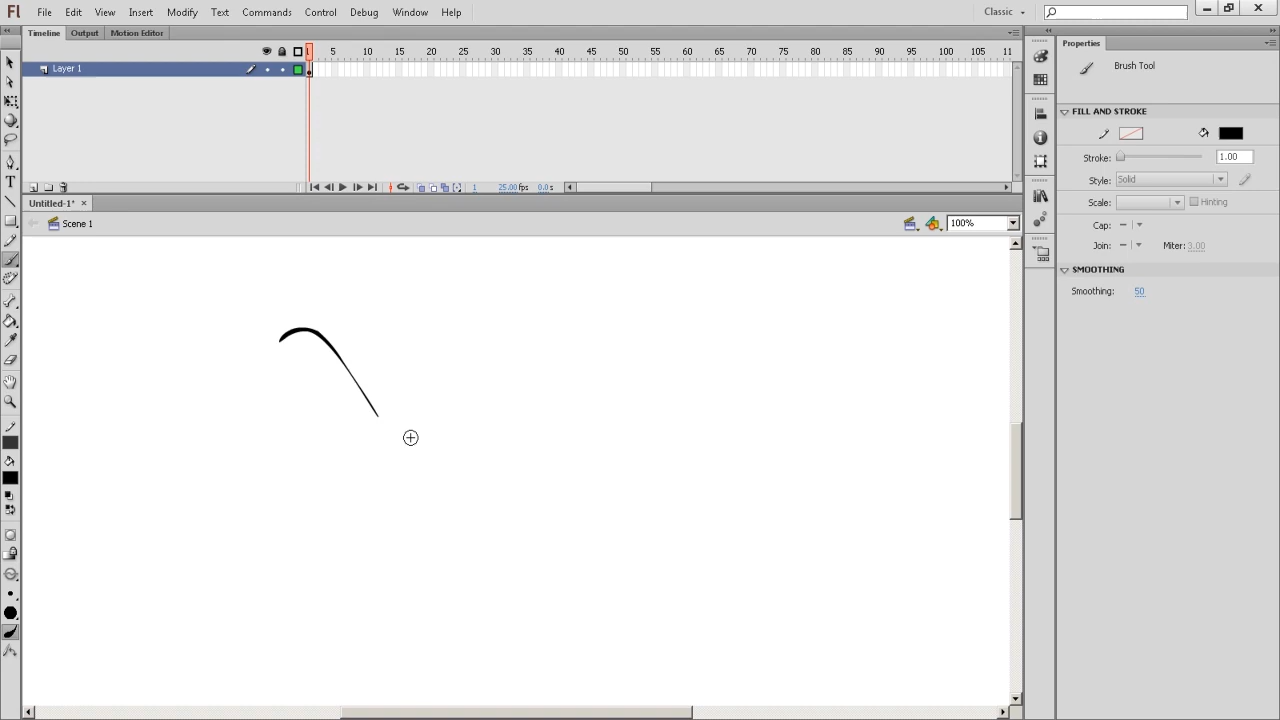 Fl File Edit View Insert Modify Text Commands Control Debug Window Help Classic
Timeline Output Motion Editor
Properties
1 5 10 15 20 25 30 35 40 45 50 55 60 65 70 75 80 85 90 95 100 105 11
Layer 1
Brush Tool
FILL AND STROKE
Stroke: 1.00
Style: Solid
Scale: Hinting
Cap:
Join: Miter: 3.00
SMOOTHING
Smoothing: 50
1 25.00 fps 0.0 s
Untitled-1* ×
Scene 1 100%
T